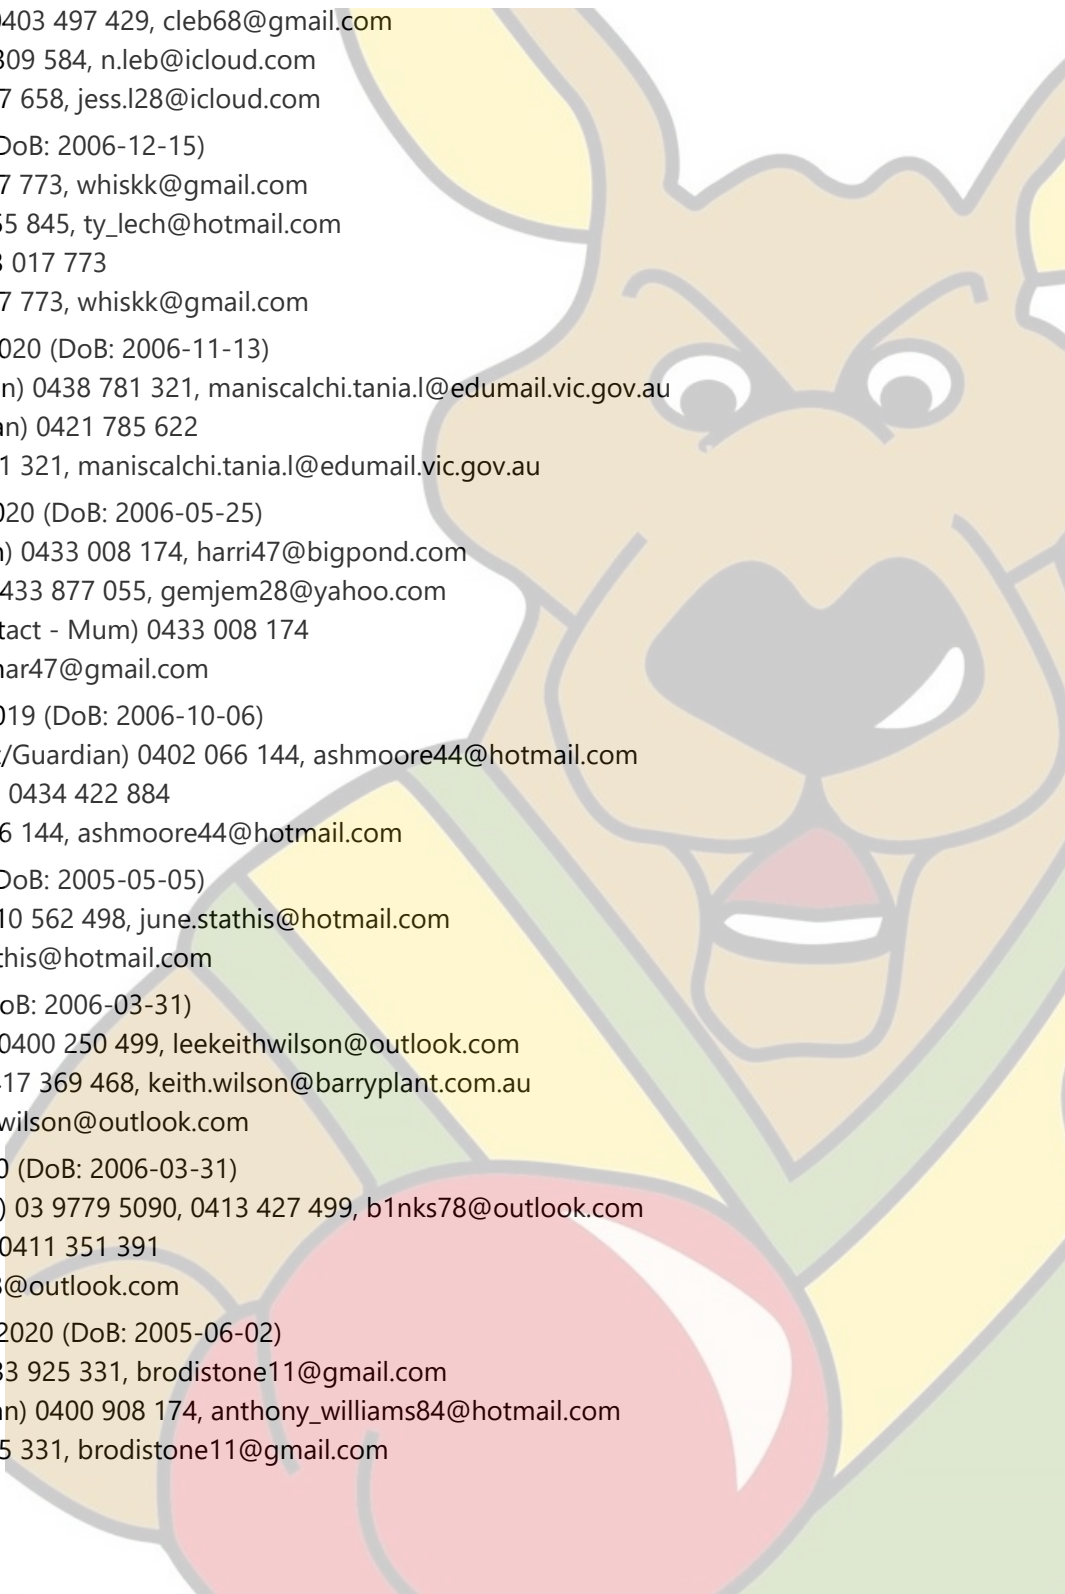 0403 497 429, cleb68@gmail.com
309 584, n.leb@icloud.com
7 658, jess.l28@icloud.com
DoB: 2006-12-15)
7 773, whiskk@gmail.com
55 845, ty_lech@hotmail.com
017 773
7 773, whiskk@gmail.com
020 (DoB: 2006-11-13)
n) 0438 781 321, maniscalchi.tania.l@edumail.vic.gov.au
an) 0421 785 622
1 321, maniscalchi.tania.l@edumail.vic.gov.au
020 (DoB: 2006-05-25)
) 0433 008 174, harri47@bigpond.com
433 877 055, gemjem28@yahoo.com
tact - Mum) 0433 008 174
har47@gmail.com
019 (DoB: 2006-10-06)
/Guardian) 0402 066 144, ashmoore44@hotmail.com
0434 422 884
6 144, ashmoore44@hotmail.com
DoB: 2005-05-05)
10 562 498, june.stathis@hotmail.com
this@hotmail.com
oB: 2006-03-31)
0400 250 499, leekeithwilson@outlook.com
17 369 468, keith.wilson@barryplant.com.au
wilson@outlook.com
0 (DoB: 2006-03-31)
) 03 9779 5090, 0413 427 499, b1nks78@outlook.com
0411 351 391
@outlook.com
2020 (DoB: 2005-06-02)
33 925 331, brodistone11@gmail.com
an) 0400 908 174, anthony_williams84@hotmail.com
5 331, brodistone11@gmail.com